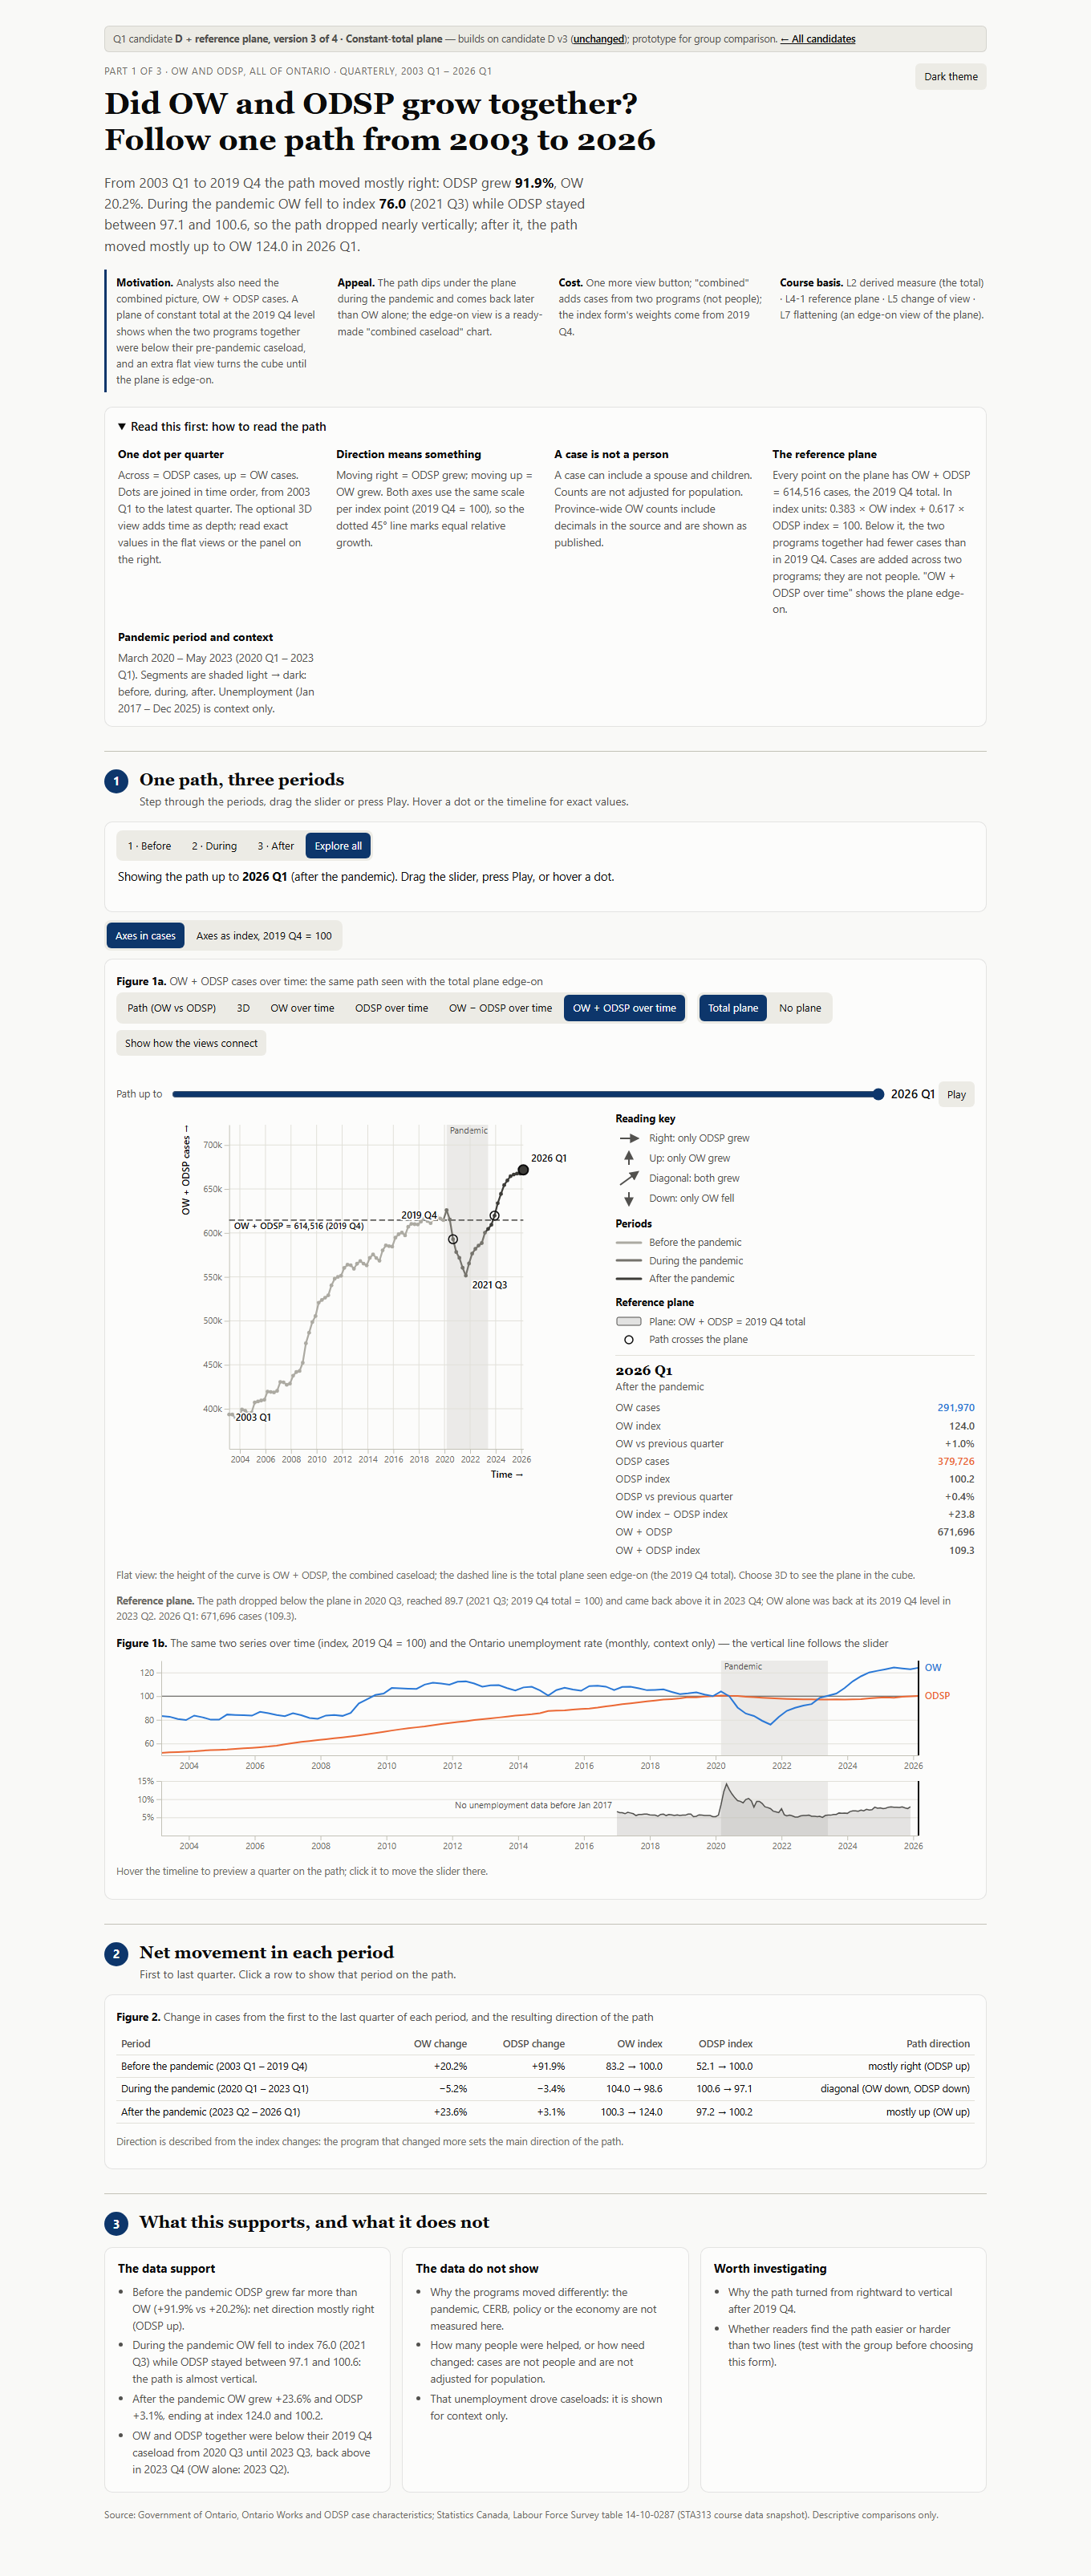 Q1 candidate D + reference plane, version 3 of 4 · Constant-total plane — builds on candidate D v3 (unchanged); prototype for group comparison. ← All candidates
PART 1 OF 3 · OW AND ODSP, ALL OF ONTARIO · QUARTERLY, 2003 Q1 – 2026 Q1
Dark theme
Did OW and ODSP grow together?
Follow one path from 2003 to 2026
From 2003 Q1 to 2019 Q4 the path moved mostly right: ODSP grew 91.9%, OW
20.2%. During the pandemic OW fell to index 76.0 (2021 Q3) while ODSP stayed
between 97.1 and 100.6, so the path dropped nearly vertically; after it, the path
moved mostly up to OW 124.0 in 2026 Q1.
Motivation. Analysts also need the
combined picture, OW + ODSP cases. A
plane of constant total at the 2019 Q4 level
shows when the two programs together
were below their pre-pandemic caseload,
and an extra flat view turns the cube until
the plane is edge-on.
Appeal. The path dips under the plane
during the pandemic and comes back later
than OW alone; the edge-on view is a ready-
made "combined caseload" chart.
Cost. One more view button; "combined"
adds cases from two programs (not people);
the index form's weights come from 2019
Q4.
Course basis. L2 derived measure (the total)
· L4-1 reference plane · L5 change of view ·
L7 flattening (an edge-on view of the plane).
▼ Read this first: how to read the path
One dot per quarter
Across = ODSP cases, up = OW cases.
Dots are joined in time order, from 2003
Q1 to the latest quarter. The optional 3D
view adds time as depth; read exact
values in the flat views or the panel on
the right.
Direction means something
Moving right = ODSP grew; moving up =
OW grew. Both axes use the same scale
per index point (2019 Q4 = 100), so the
dotted 45° line marks equal relative
growth.
A case is not a person
A case can include a spouse and children.
Counts are not adjusted for population.
Province-wide OW counts include
decimals in the source and are shown as
published.
The reference plane
Every point on the plane has OW + ODSP
= 614,516 cases, the 2019 Q4 total. In
index units: 0.383 × OW index + 0.617 ×
ODSP index = 100. Below it, the two
programs together had fewer cases than
in 2019 Q4. Cases are added across two
programs; they are not people. "OW +
ODSP over time" shows the plane edge-
on.
Pandemic period and context
March 2020 – May 2023 (2020 Q1 – 2023
Q1). Segments are shaded light → dark:
before, during, after. Unemployment (Jan
2017 – Dec 2025) is context only.
1 One path, three periods
Step through the periods, drag the slider or press Play. Hover a dot or the timeline for exact values.
1 · Before 2 · During 3 · After Explore all
Showing the path up to 2026 Q1 (after the pandemic). Drag the slider, press Play, or hover a dot.
Axes in cases Axes as index, 2019 Q4 = 100
Figure 1a. OW + ODSP cases over time: the same path seen with the total plane edge-on
Path (OW vs ODSP) 3D OW over time ODSP over time OW − ODSP over time OW + ODSP over time Total plane No plane
Show how the views connect
Path up to 2026 Q1 Play
OW + ODSP cases →
700k
650k
600k
550k
500k
450k
400k
Pandemic
2026 Q1
2019 Q4
OW + ODSP = 614,516 (2019 Q4)
2021 Q3
2003 Q1
2004 2006 2008 2010 2012 2014 2016 2018 2020 2022 2024 2026
Time →
Reading key
Right: only ODSP grew
Up: only OW grew
Diagonal: both grew
Down: only OW fell
Periods
Before the pandemic
During the pandemic
After the pandemic
Reference plane
Plane: OW + ODSP = 2019 Q4 total
Path crosses the plane
2026 Q1
After the pandemic
OW cases 291,970
OW index 124.0
OW vs previous quarter +1.0%
ODSP cases 379,726
ODSP index 100.2
ODSP vs previous quarter +0.4%
OW index − ODSP index +23.8
OW + ODSP 671,696
OW + ODSP index 109.3
Flat view: the height of the curve is OW + ODSP, the combined caseload; the dashed line is the total plane seen edge-on (the 2019 Q4 total). Choose 3D to see the plane in the cube.
Reference plane. The path dropped below the plane in 2020 Q3, reached 89.7 (2021 Q3; 2019 Q4 total = 100) and came back above it in 2023 Q4; OW alone was back at its 2019 Q4 level in
2023 Q2. 2026 Q1: 671,696 cases (109.3).
Figure 1b. The same two series over time (index, 2019 Q4 = 100) and the Ontario unemployment rate (monthly, context only) — the vertical line follows the slider
120
100
80
60
Pandemic
OW
ODSP
2004 2006 2008 2010 2012 2014 2016 2018 2020 2022 2024 2026
15%
10%
5%
No unemployment data before Jan 2017
2004 2006 2008 2010 2012 2014 2016 2018 2020 2022 2024 2026
Hover the timeline to preview a quarter on the path; click it to move the slider there.
2 Net movement in each period
First to last quarter. Click a row to show that period on the path.
Figure 2. Change in cases from the first to the last quarter of each period, and the resulting direction of the path
Period OW change ODSP change OW index ODSP index Path direction
Before the pandemic (2003 Q1 – 2019 Q4) +20.2% +91.9% 83.2 → 100.0 52.1 → 100.0 mostly right (ODSP up)
During the pandemic (2020 Q1 – 2023 Q1) −5.2% −3.4% 104.0 → 98.6 100.6 → 97.1 diagonal (OW down, ODSP down)
After the pandemic (2023 Q2 – 2026 Q1) +23.6% +3.1% 100.3 → 124.0 97.2 → 100.2 mostly up (OW up)
Direction is described from the index changes: the program that changed more sets the main direction of the path.
3 What this supports, and what it does not
The data support
• Before the pandemic ODSP grew far more than
OW (+91.9% vs +20.2%): net direction mostly right
(ODSP up).
• During the pandemic OW fell to index 76.0 (2021
Q3) while ODSP stayed between 97.1 and 100.6:
the path is almost vertical.
• After the pandemic OW grew +23.6% and ODSP
+3.1%, ending at index 124.0 and 100.2.
• OW and ODSP together were below their 2019 Q4
caseload from 2020 Q3 until 2023 Q3, back above
in 2023 Q4 (OW alone: 2023 Q2).
The data do not show
• Why the programs moved differently: the
pandemic, CERB, policy or the economy are not
measured here.
• How many people were helped, or how need
changed: cases are not people and are not
adjusted for population.
• That unemployment drove caseloads: it is shown
for context only.
Worth investigating
• Why the path turned from rightward to vertical
after 2019 Q4.
• Whether readers find the path easier or harder
than two lines (test with the group before choosing
this form).
Source: Government of Ontario, Ontario Works and ODSP case characteristics; Statistics Canada, Labour Force Survey table 14-10-0287 (STA313 course data snapshot). Descriptive comparisons only.